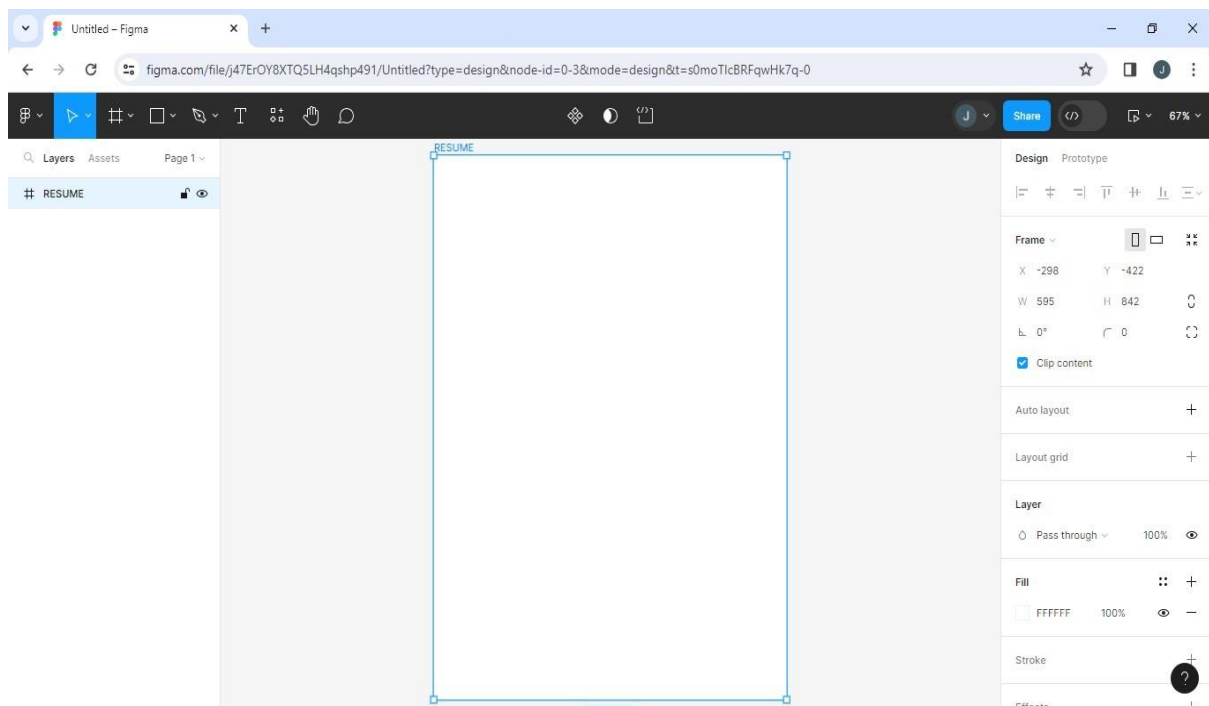 Untitled – Figma
figma.com/file/j47ErOY8XTQ5LH4qshp491/Untitled?type=design&node-id=0-3&mode=design&t=s0moTIcBRFqwHk7q-0
J
T
J
Share
67%
Layers Assets Page 1
RESUME
RESUME
Design Prototype
Frame
X -298 Y -422
W 595 H 842
0° 0
Clip content
Auto layout
Layout grid
Layer
Pass through 100%
Fill
FFFFFF 100%
Stroke
?
Effects